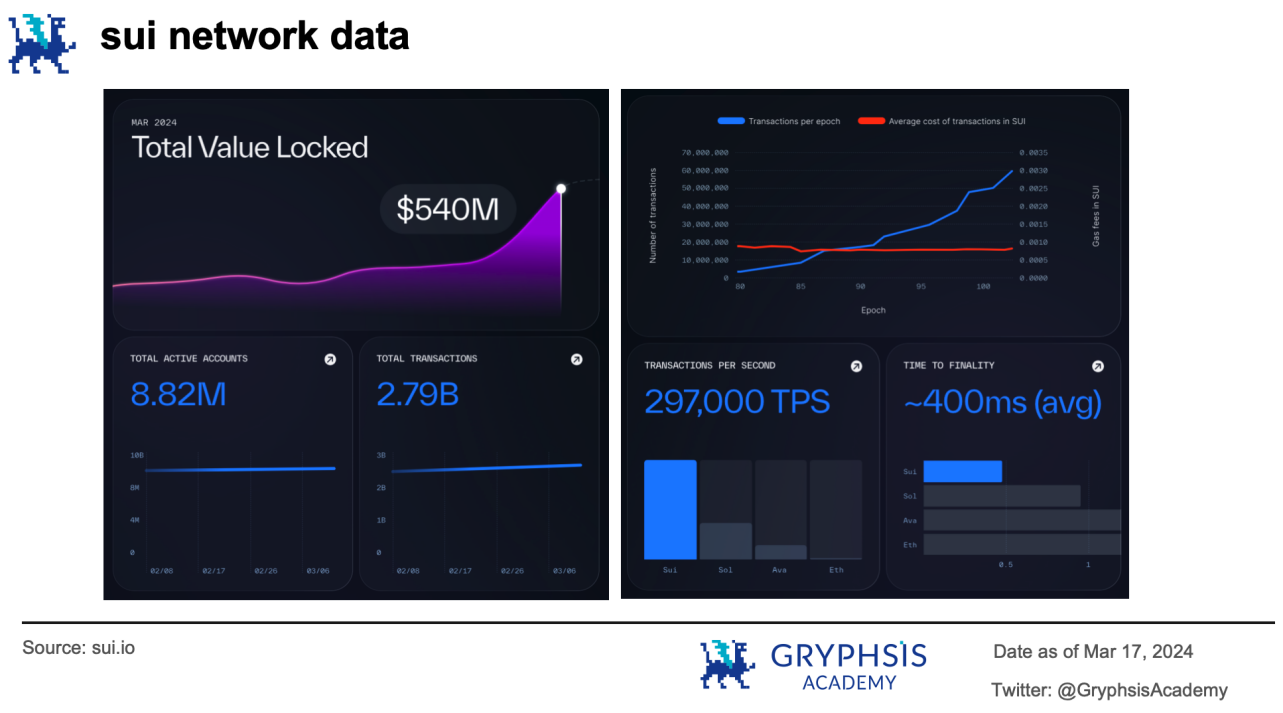 sui network data
MAR 2024
Total Value Locked
$540M
TOTAL ACTIVE ACCOUNTS
8.82M
10B
8M
4M
0
02/08 02/17 02/26 03/06
TOTAL TRANSACTIONS
2.79B
3B
2B
1B
0
02/08 02/17 02/26 03/06
Transactions per epoch Average cost of transactions in SUI
Number of transactions
70,000,000 0.0035
60,000,000 0.0030
50,000,000 0.0025
40,000,000 0.0020
30,000,000 0.0015
20,000,000 0.0010
10,000,000 0.0005
0 0.0000
Gas fees in SUI
80 85 90 95 100
Epoch
TRANSACTIONS PER SECOND
297,000 TPS
Sui Sol Ava Eth
TIME TO FINALITY
~400ms (avg)
Sui
Sol
Ava
Eth
0.5 1
Source: sui.io
GRYPHSIS
ACADEMY
Date as of Mar 17, 2024
Twitter: @GryphsisAcademy